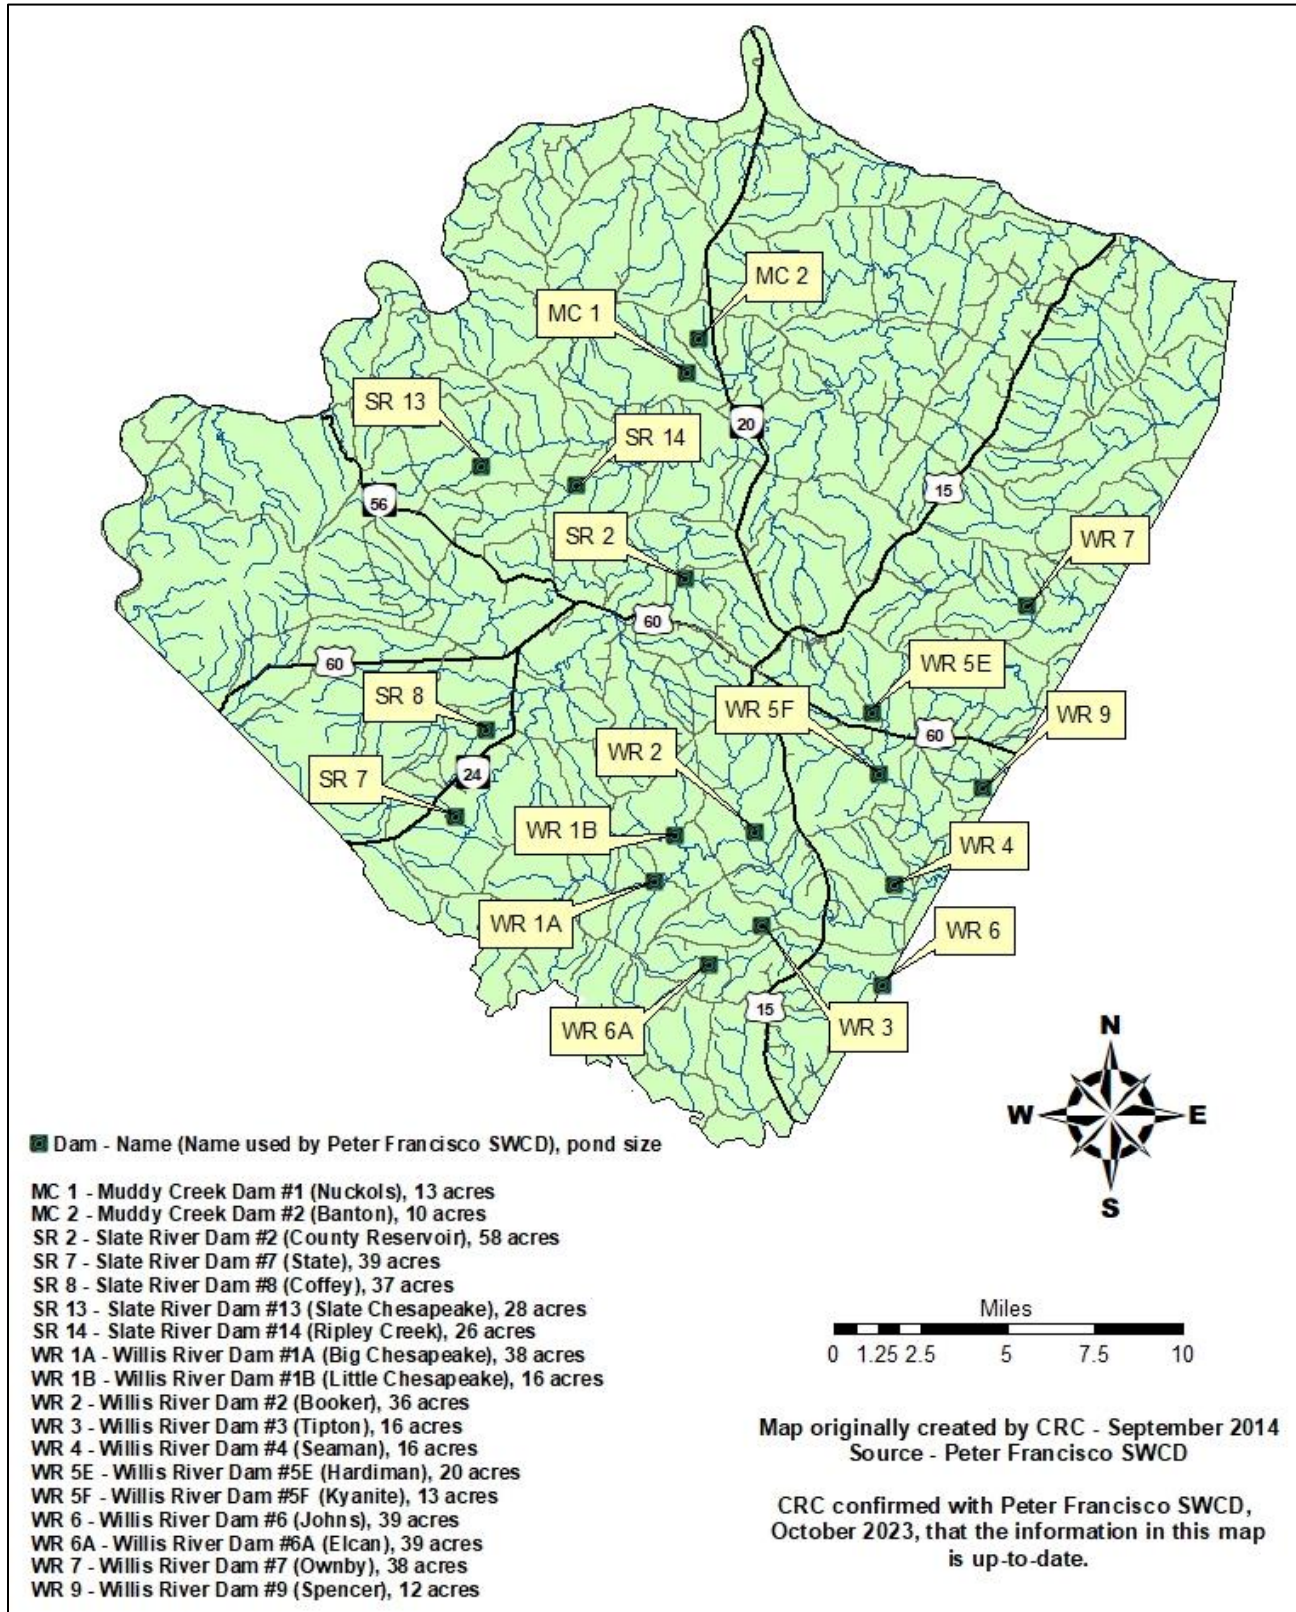 MC 2
MC 1
SR 13
20
SR 14
15
56
SR 2
WR 7
60
WR 5E
60
SR 8
WR 5F
WR 9
60
WR 2
24
SR 7
WR 1B
WR 4
WR 1A
WR 6
15
WR 3
WR 6A
N
W E
S
Dam - Name (Name used by Peter Francisco SWCD), pond size
MC 1 - Muddy Creek Dam #1 (Nuckols), 13 acres
MC 2 - Muddy Creek Dam #2 (Banton), 10 acres
SR 2 - Slate River Dam #2 (County Reservoir), 58 acres
SR 7 - Slate River Dam #7 (State), 39 acres
SR 8 - Slate River Dam #8 (Coffey), 37 acres
SR 13 - Slate River Dam #13 (Slate Chesapeake), 28 acres
SR 14 - Slate River Dam #14 (Ripley Creek), 26 acres
WR 1A - Willis River Dam #1A (Big Chesapeake), 38 acres
WR 1B - Willis River Dam #1B (Little Chesapeake), 16 acres
WR 2 - Willis River Dam #2 (Booker), 36 acres
WR 3 - Willis River Dam #3 (Tipton), 16 acres
WR 4 - Willis River Dam #4 (Seaman), 16 acres
WR 5E - Willis River Dam #5E (Hardiman), 20 acres
WR 5F - Willis River Dam #5F (Kyanite), 13 acres
WR 6 - Willis River Dam #6 (Johns), 39 acres
WR 6A - Willis River Dam #6A (Elcan), 39 acres
WR 7 - Willis River Dam #7 (Ownby), 38 acres
WR 9 - Willis River Dam #9 (Spencer), 12 acres
Miles
0 1.25 2.5 5 7.5 10
Map originally created by CRC - September 2014
Source - Peter Francisco SWCD
CRC confirmed with Peter Francisco SWCD,
October 2023, that the information in this map
is up-to-date.